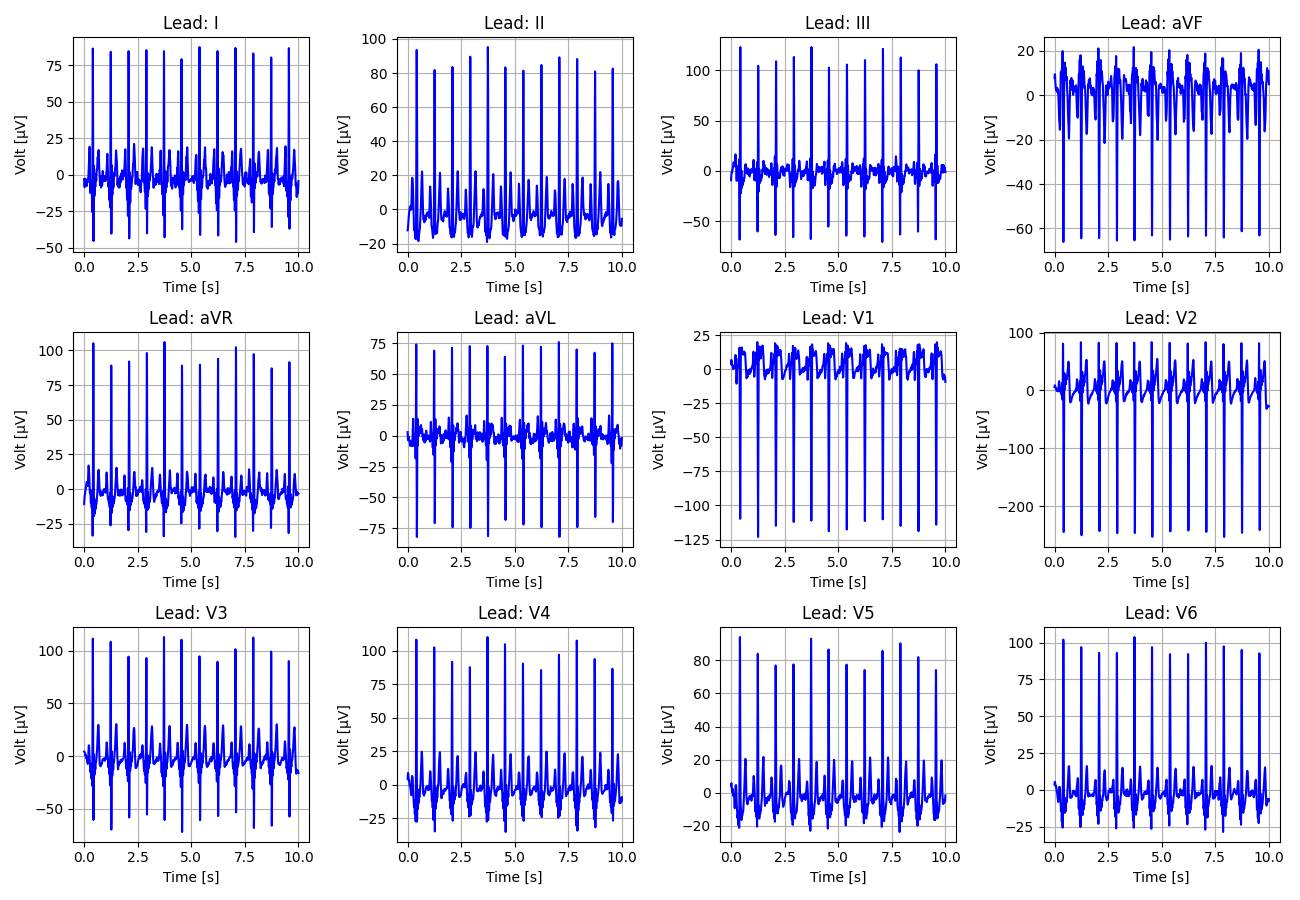 Lead: I
Volt [µV]
75
50
25
0
−25
−50
0.0 2.5 5.0 7.5 10.0
Time [s]
Lead: II
Volt [µV]
100
80
60
40
20
0
−20
0.0 2.5 5.0 7.5 10.0
Time [s]
Lead: III
Volt [µV]
100
50
0
−50
0.0 2.5 5.0 7.5 10.0
Time [s]
Lead: aVF
Volt [µV]
20
0
−20
−40
−60
0.0 2.5 5.0 7.5 10.0
Time [s]
Lead: aVR
Volt [µV]
100
75
50
25
0
−25
0.0 2.5 5.0 7.5 10.0
Time [s]
Lead: aVL
Volt [µV]
75
50
25
0
−25
−50
−75
0.0 2.5 5.0 7.5 10.0
Time [s]
Lead: V1
Volt [µV]
25
0
−25
−50
−75
−100
−125
0.0 2.5 5.0 7.5 10.0
Time [s]
Lead: V2
Volt [µV]
100
0
−100
−200
0.0 2.5 5.0 7.5 10.0
Time [s]
Lead: V3
Volt [µV]
100
50
0
−50
0.0 2.5 5.0 7.5 10.0
Time [s]
Lead: V4
Volt [µV]
100
75
50
25
0
−25
0.0 2.5 5.0 7.5 10.0
Time [s]
Lead: V5
Volt [µV]
80
60
40
20
0
−20
0.0 2.5 5.0 7.5 10.0
Time [s]
Lead: V6
Volt [µV]
100
75
50
25
0
−25
0.0 2.5 5.0 7.5 10.0
Time [s]